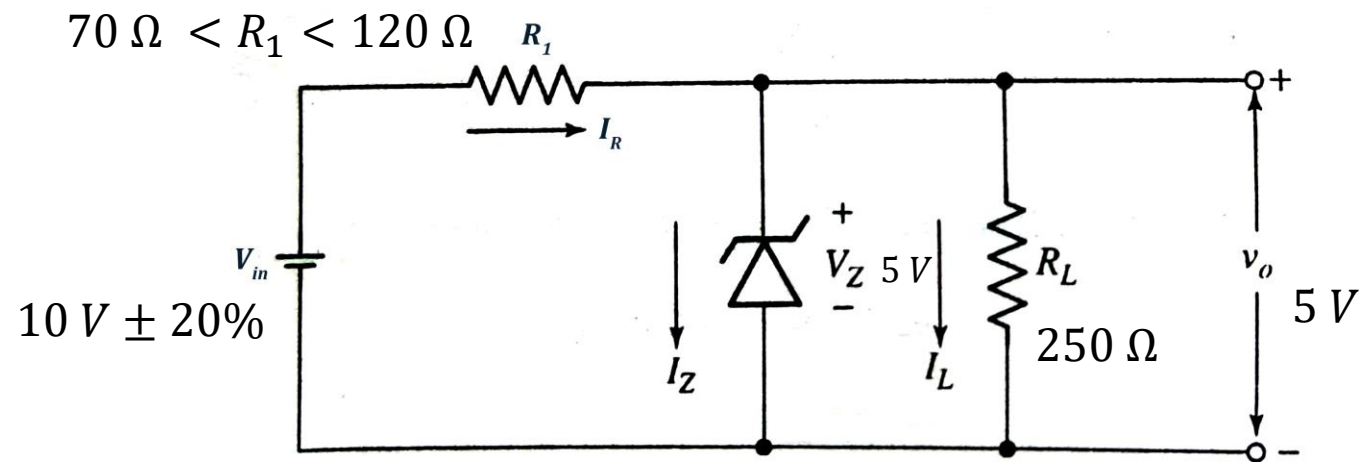 70 Ω < R₁ < 120 Ω
R₁
I_R
+
V_in
10 V ± 20%
I_Z
+
V_Z 5 V
−
I_L
R_L
250 Ω
v_o
5 V
−